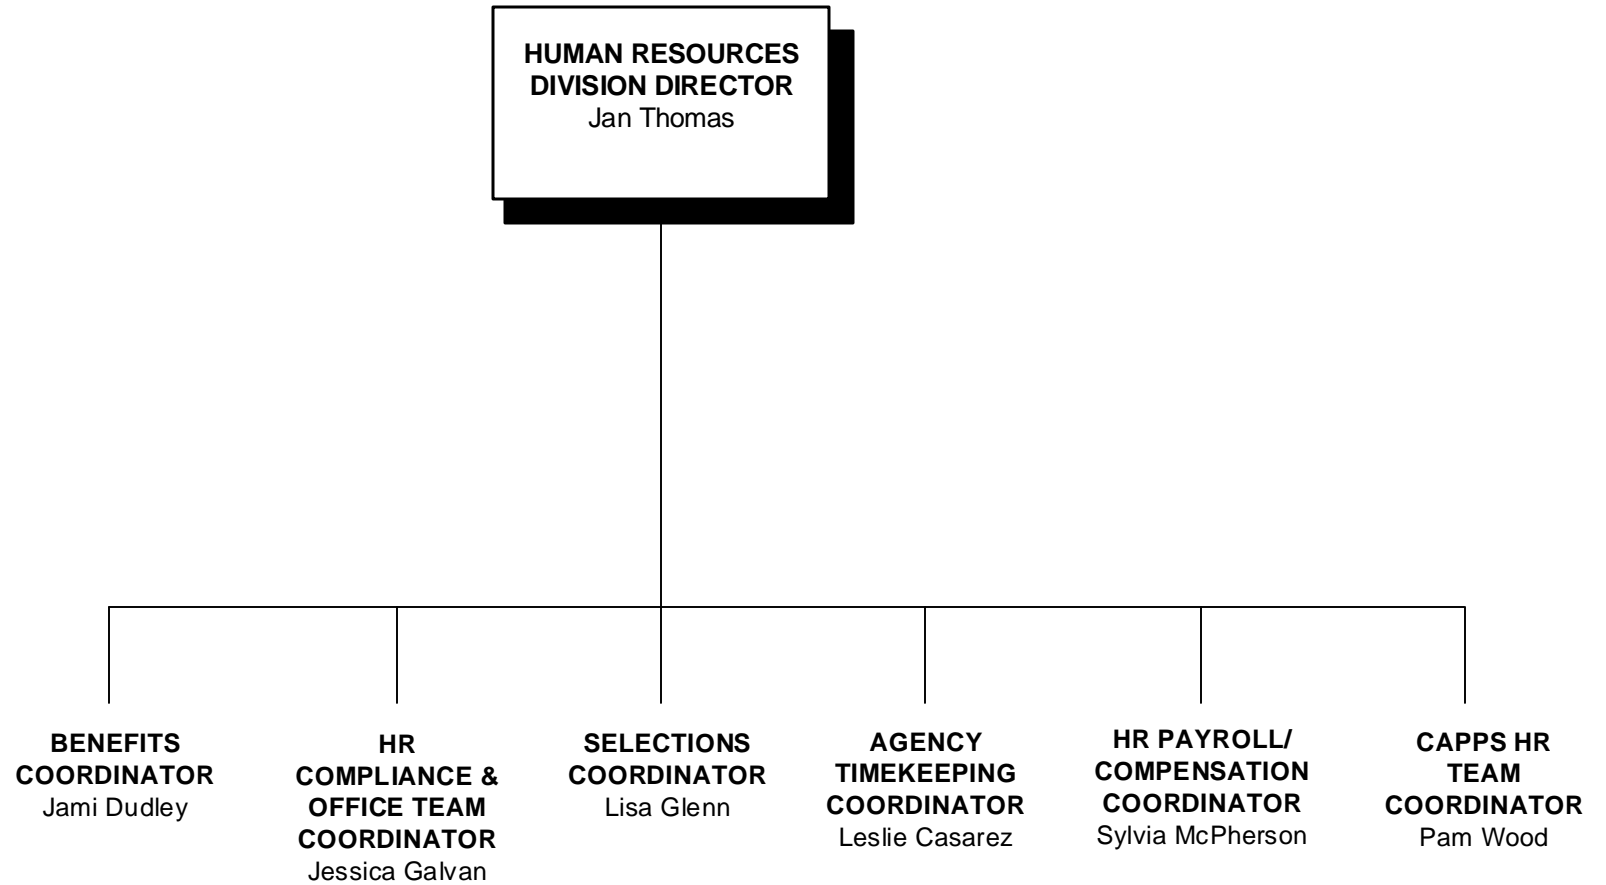 HUMAN RESOURCES
DIVISION DIRECTOR
Jan Thomas
BENEFITS
COORDINATOR
Jami Dudley
HR
COMPLIANCE &
OFFICE TEAM
COORDINATOR
Jessica Galvan
SELECTIONS
COORDINATOR
Lisa Glenn
AGENCY
TIMEKEEPING
COORDINATOR
Leslie Casarez
HR PAYROLL/
COMPENSATION
COORDINATOR
Sylvia McPherson
CAPPS HR
TEAM
COORDINATOR
Pam Wood